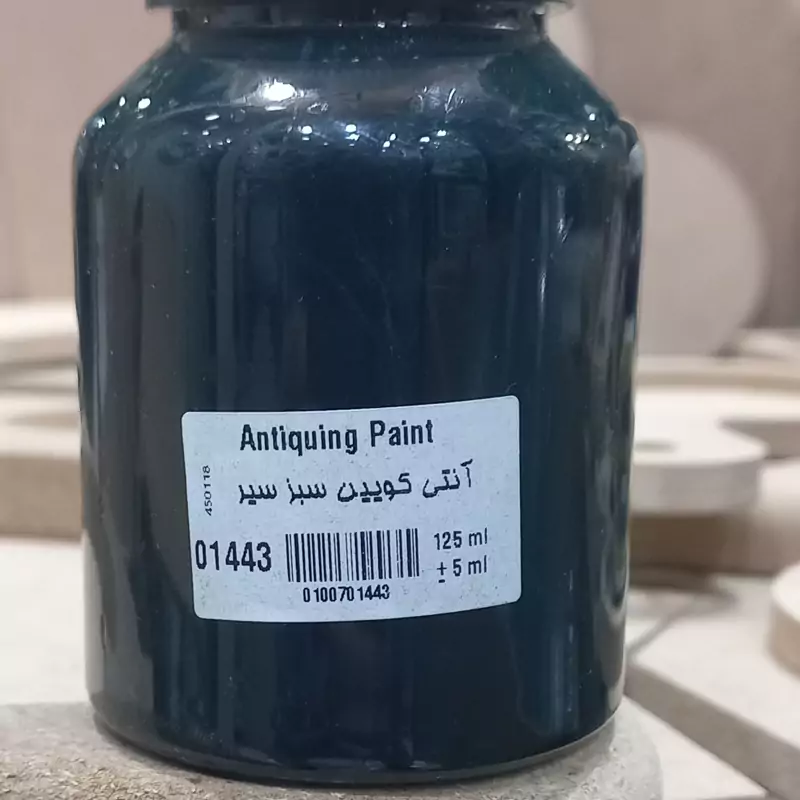 Antiquing Paint
آنتی کویین سبز سیر
450118
01443
125 ml
± 5 ml
0100701443